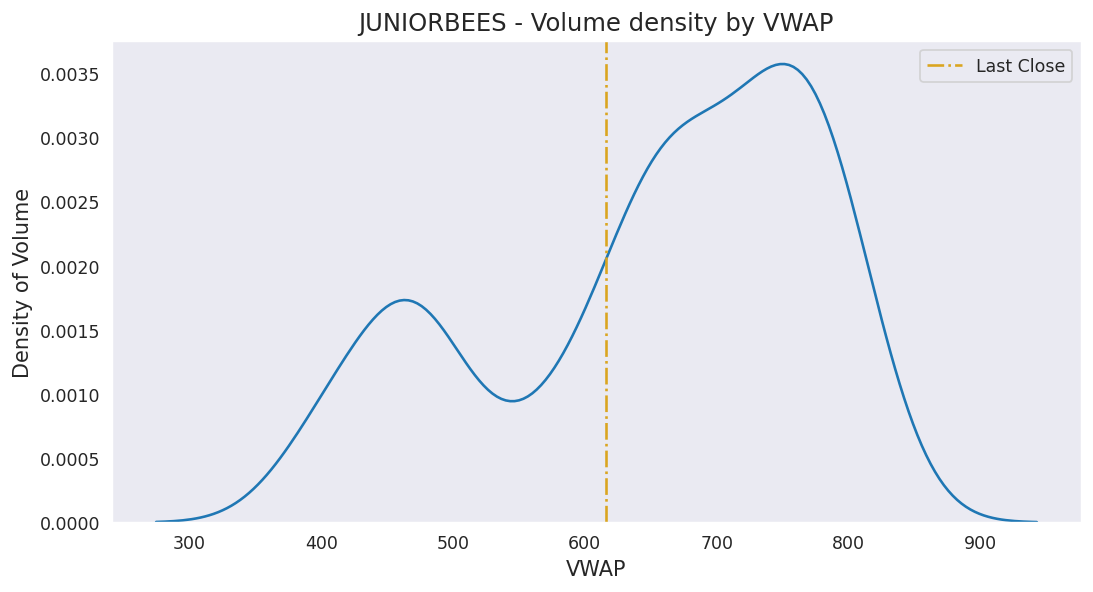 JUNIORBEES - Volume density by VWAP
Last Close
Density of Volume
0.0035
0.0030
0.0025
0.0020
0.0015
0.0010
0.0005
0.0000
300 400 500 600 700 800 900
VWAP